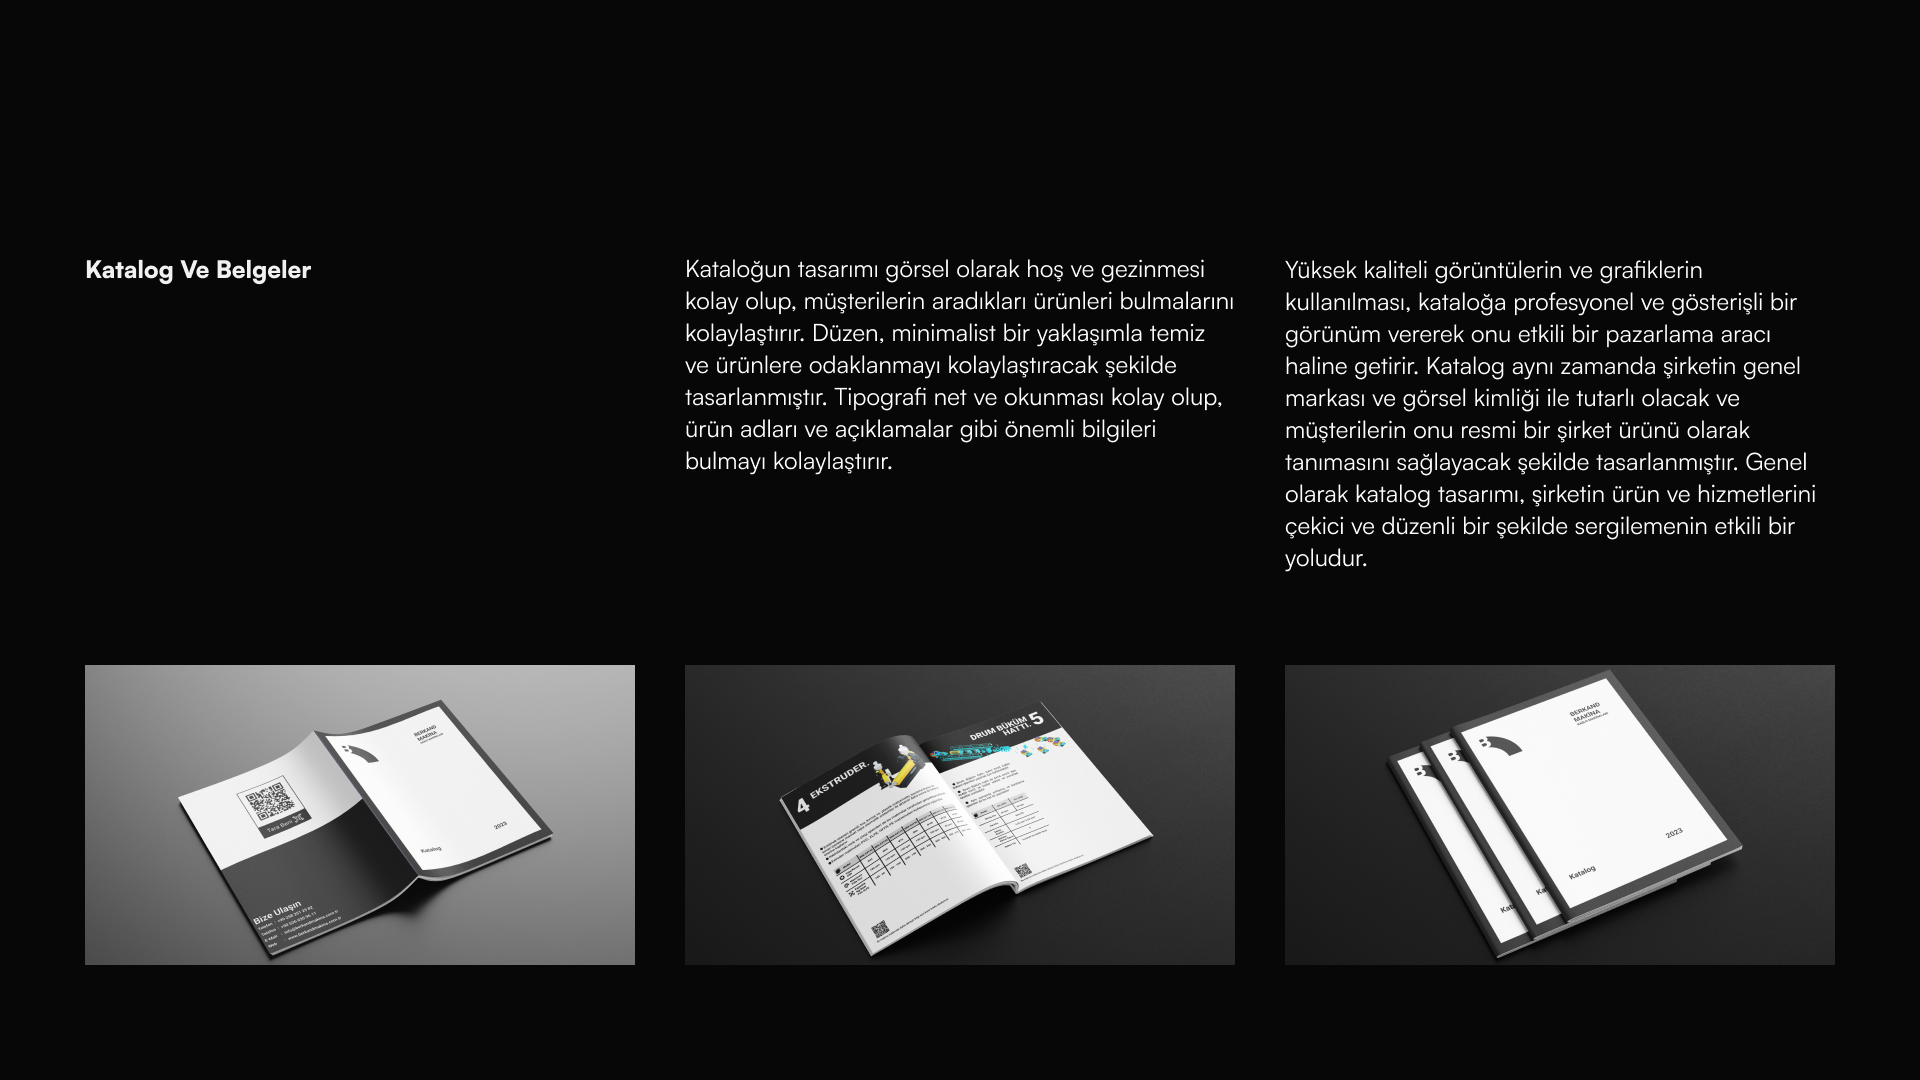 Katalog Ve Belgeler
Kataloğun tasarımı görsel olarak hoş ve gezinmesi
kolay olup, müşterilerin aradıkları ürünleri bulmalarını
kolaylaştırır. Düzen, minimalist bir yaklaşımla temiz
ve ürünlere odaklanmayı kolaylaştıracak şekilde
tasarlanmıştır. Tipografi net ve okunması kolay olup,
ürün adları ve açıklamalar gibi önemli bilgileri
bulmayı kolaylaştırır.
Yüksek kaliteli görüntülerin ve grafiklerin
kullanılması, kataloğa profesyonel ve gösterişli bir
görünüm vererek onu etkili bir pazarlama aracı
haline getirir. Katalog aynı zamanda şirketin genel
markası ve görsel kimliği ile tutarlı olacak ve
müşterilerin onu resmi bir şirket ürünü olarak
tanımasını sağlayacak şekilde tasarlanmıştır. Genel
olarak katalog tasarımı, şirketin ürün ve hizmetlerini
çekici ve düzenli bir şekilde sergilemenin etkili bir
yoludur.
Tara Beni
Bize Ulaşın
B
BERKAND
MAKİNA
2023
Katalog
4 EKSTRUDER.
DRUM BÜKÜM 5
HATTI.
B
B
B
BERKAND
MAKİNA
2023
Katalog
Kat
Ka